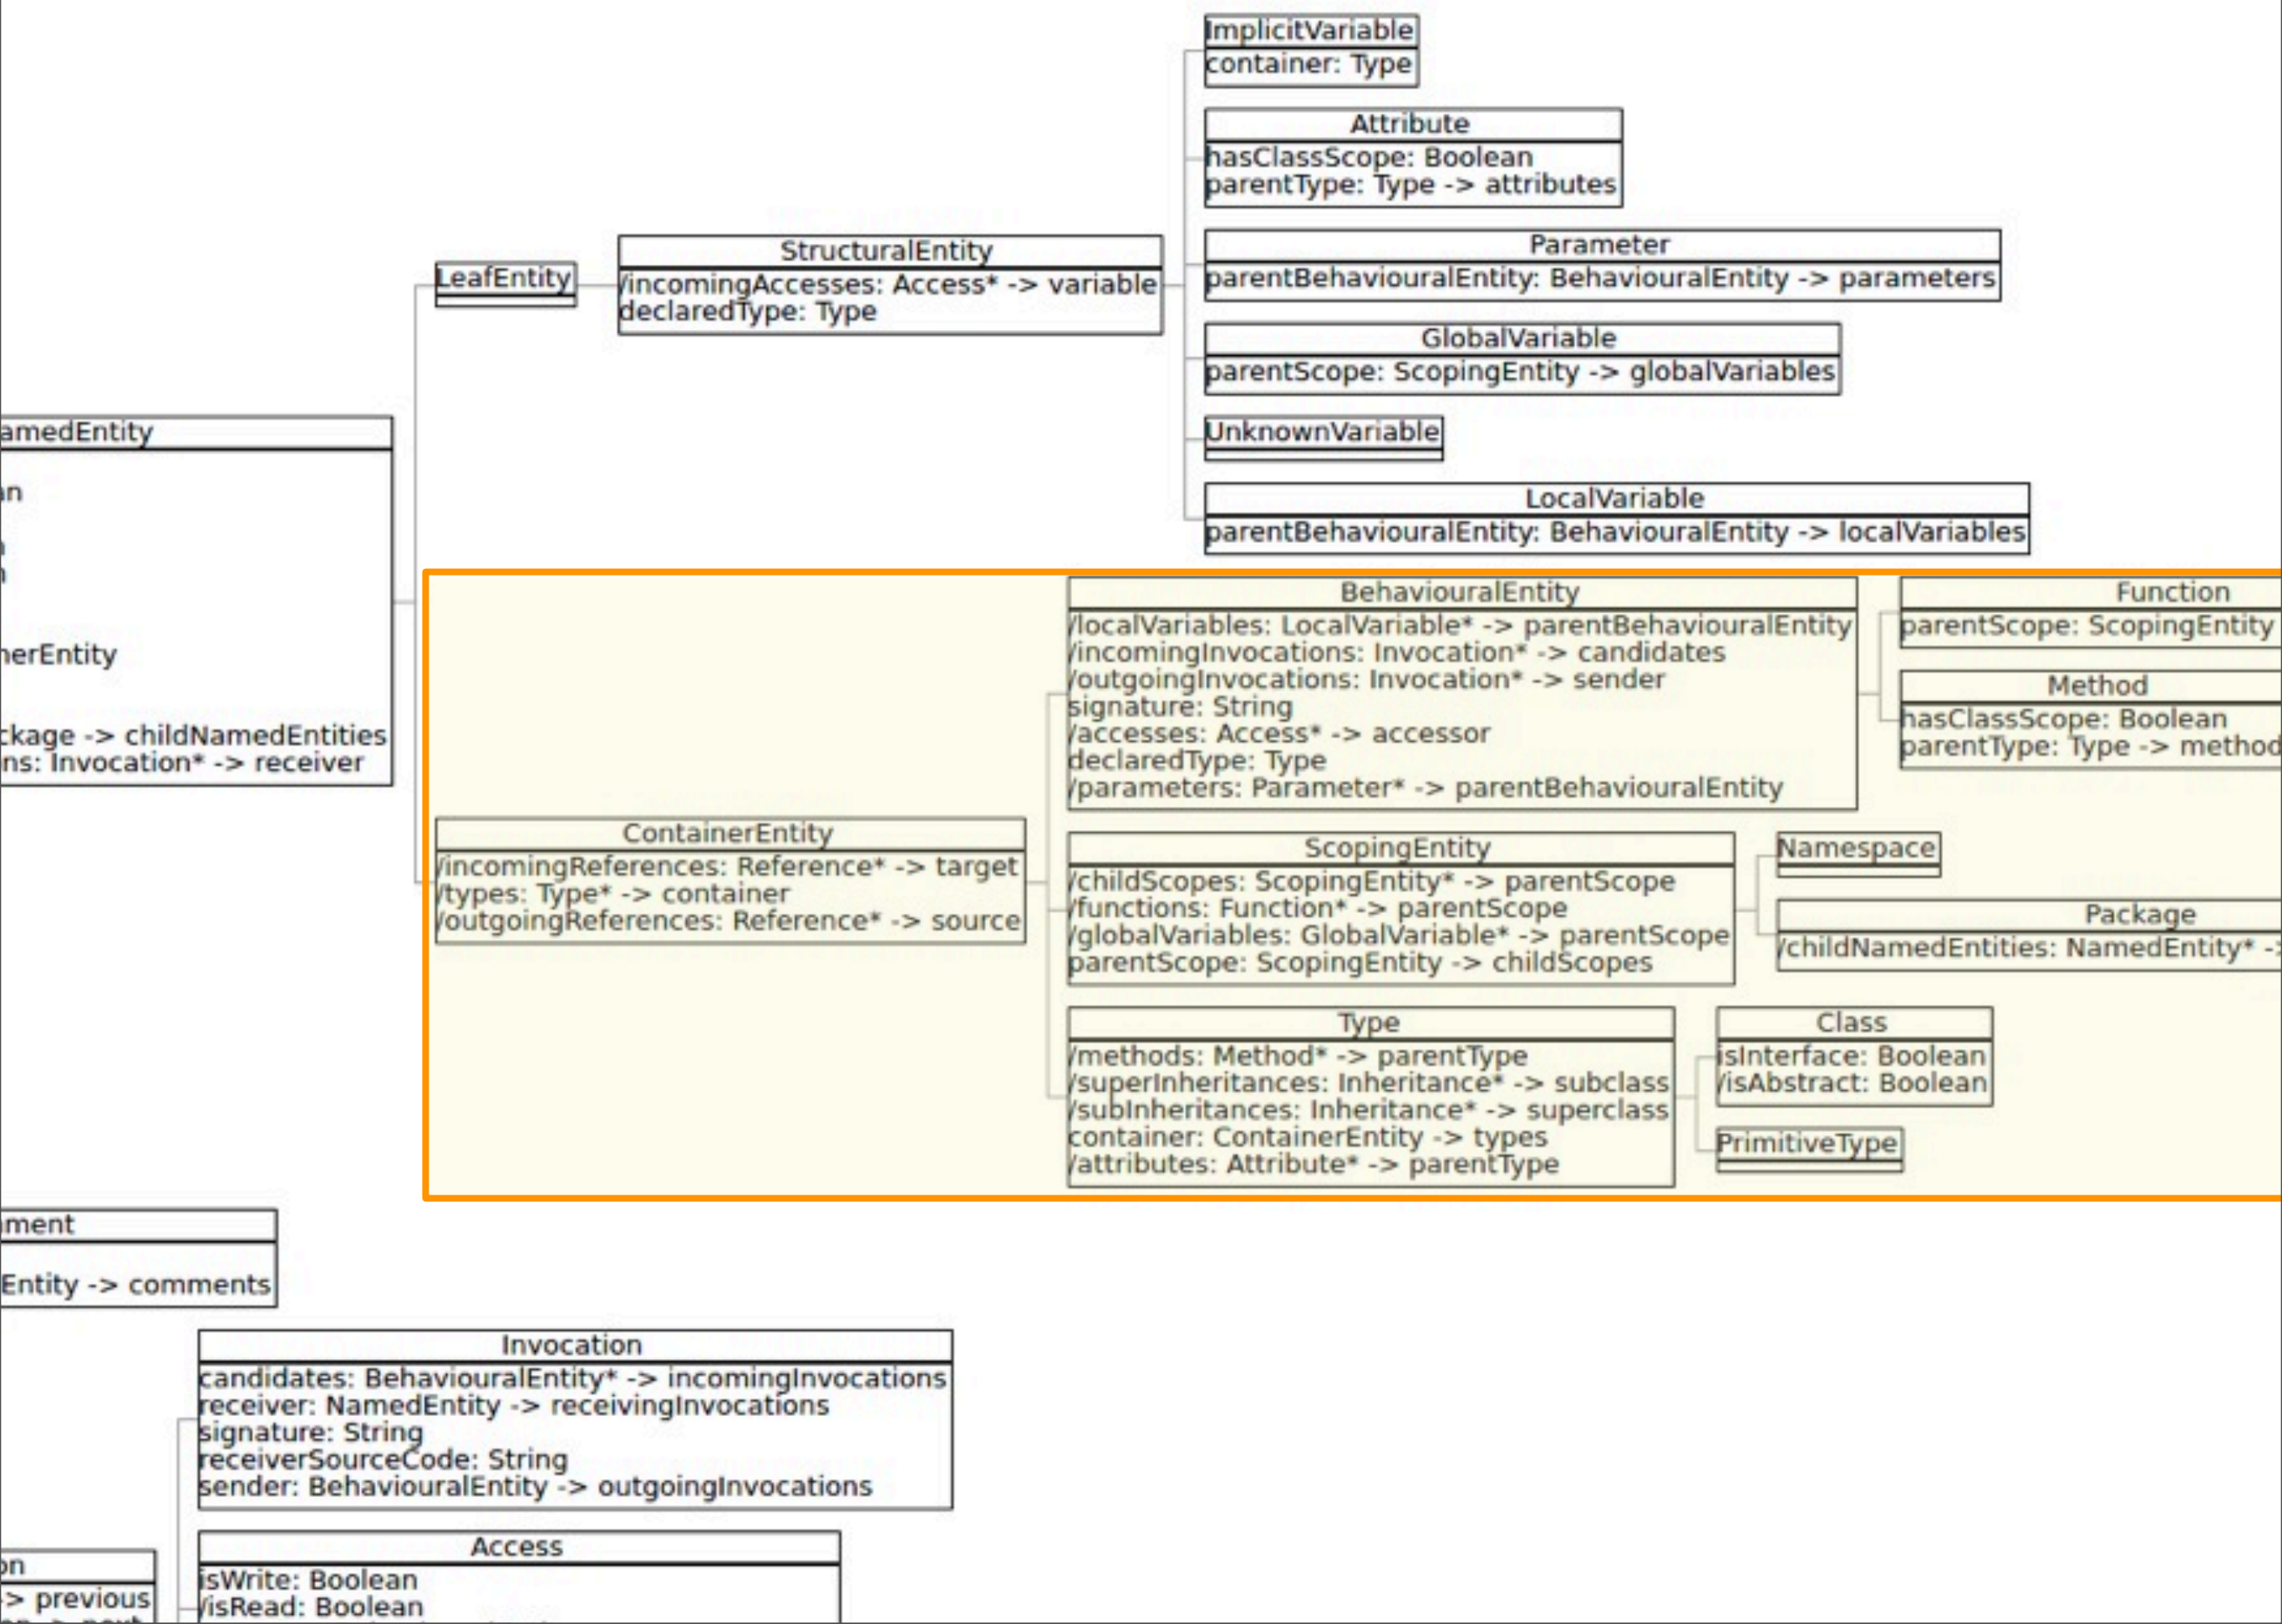 ImplicitVariable
container: Type
Attribute
hasClassScope: Boolean
parentType: Type -> attributes
StructuralEntity
/incomingAccesses: Access* -> variable
declaredType: Type
LeafEntity
Parameter
parentBehaviouralEntity: BehaviouralEntity -> parameters
GlobalVariable
parentScope: ScopingEntity -> globalVariables
UnknownVariable
LocalVariable
parentBehaviouralEntity: BehaviouralEntity -> localVariables
amedEntity
an
n
n
nerEntity
ckage -> childNamedEntities
ns: Invocation* -> receiver
BehaviouralEntity
/localVariables: LocalVariable* -> parentBehaviouralEntity
/incomingInvocations: Invocation* -> candidates
/outgoingInvocations: Invocation* -> sender
signature: String
/accesses: Access* -> accessor
declaredType: Type
/parameters: Parameter* -> parentBehaviouralEntity
Function
parentScope: ScopingEntity
Method
hasClassScope: Boolean
parentType: Type -> method
ContainerEntity
/incomingReferences: Reference* -> target
/types: Type* -> container
/outgoingReferences: Reference* -> source
ScopingEntity
/childScopes: ScopingEntity* -> parentScope
/functions: Function* -> parentScope
/globalVariables: GlobalVariable* -> parentScope
parentScope: ScopingEntity -> childScopes
Namespace
Package
/childNamedEntities: NamedEntity* ->
Type
/methods: Method* -> parentType
/superInheritances: Inheritance* -> subclass
/subInheritances: Inheritance* -> superclass
container: ContainerEntity -> types
/attributes: Attribute* -> parentType
Class
isInterface: Boolean
/isAbstract: Boolean
PrimitiveType
ment
Entity -> comments
Invocation
candidates: BehaviouralEntity* -> incomingInvocations
receiver: NamedEntity -> receivingInvocations
signature: String
receiverSourceCode: String
sender: BehaviouralEntity -> outgoingInvocations
Access
isWrite: Boolean
/isRead: Boolean
on
-> previous